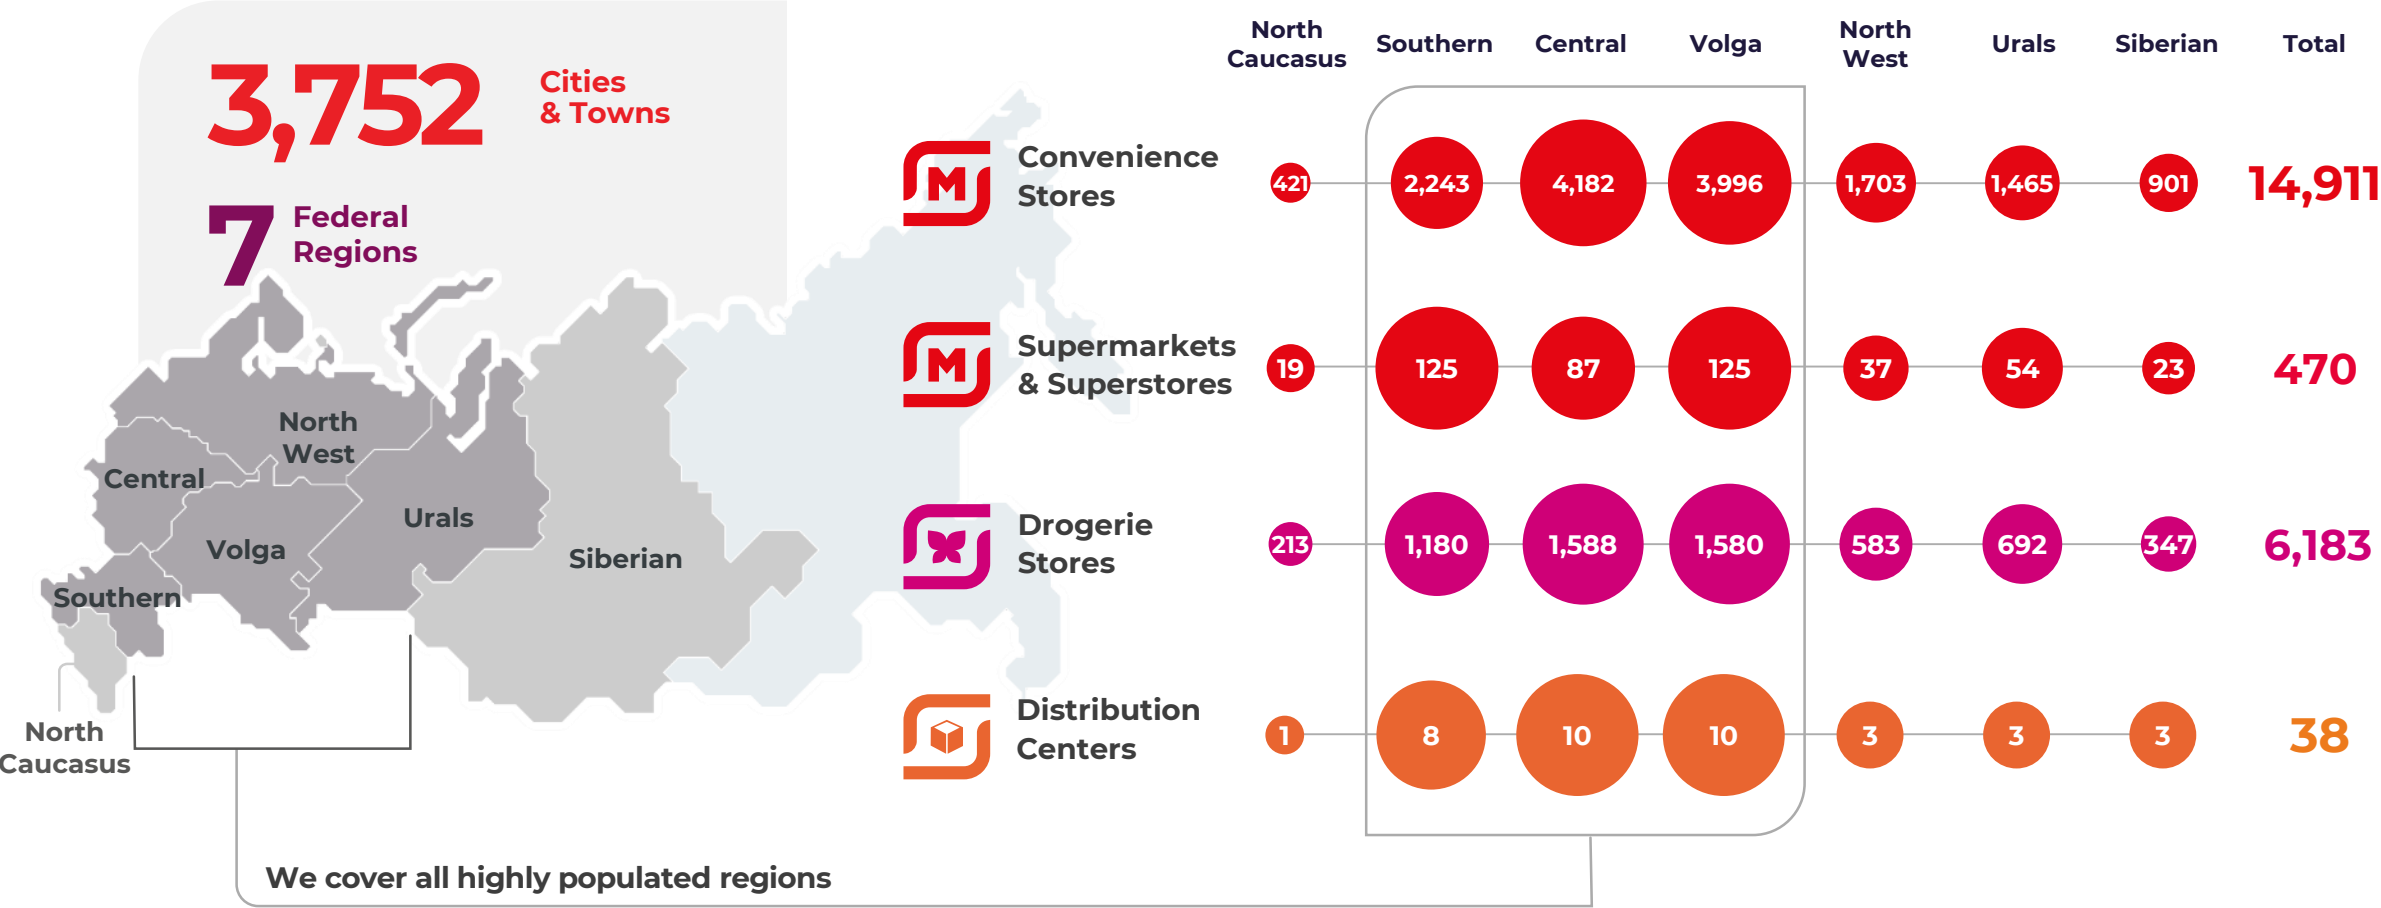 3,752
Cities
& Towns
7
Federal
Regions
North
West
Central
Urals
Volga
Siberian
Southern
North
Caucasus
North
Caucasus
Southern
Central
Volga
North
West
Urals
Siberian
Total
M
Convenience
Stores
421
2,243
4,182
3,996
1,703
1,465
901
14,911
M
Supermarkets
& Superstores
19
125
87
125
37
54
23
470
Drogerie
Stores
213
1,180
1,588
1,580
583
692
347
6,183
Distribution
Centers
1
8
10
10
3
3
3
38
We cover all highly populated regions